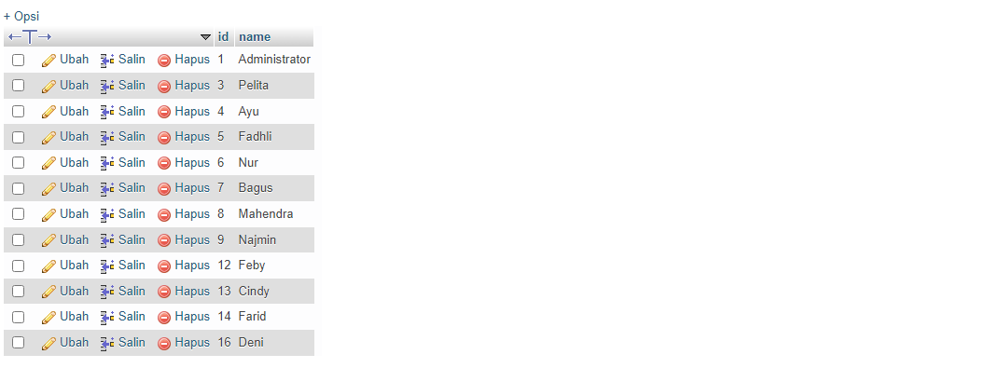 + Opsi
id name
Ubah Salin Hapus 1 Administrator
Ubah Salin Hapus 3 Pelita
Ubah Salin Hapus 4 Ayu
Ubah Salin Hapus 5 Fadhli
Ubah Salin Hapus 6 Nur
Ubah Salin Hapus 7 Bagus
Ubah Salin Hapus 8 Mahendra
Ubah Salin Hapus 9 Najmin
Ubah Salin Hapus 12 Feby
Ubah Salin Hapus 13 Cindy
Ubah Salin Hapus 14 Farid
Ubah Salin Hapus 16 Deni